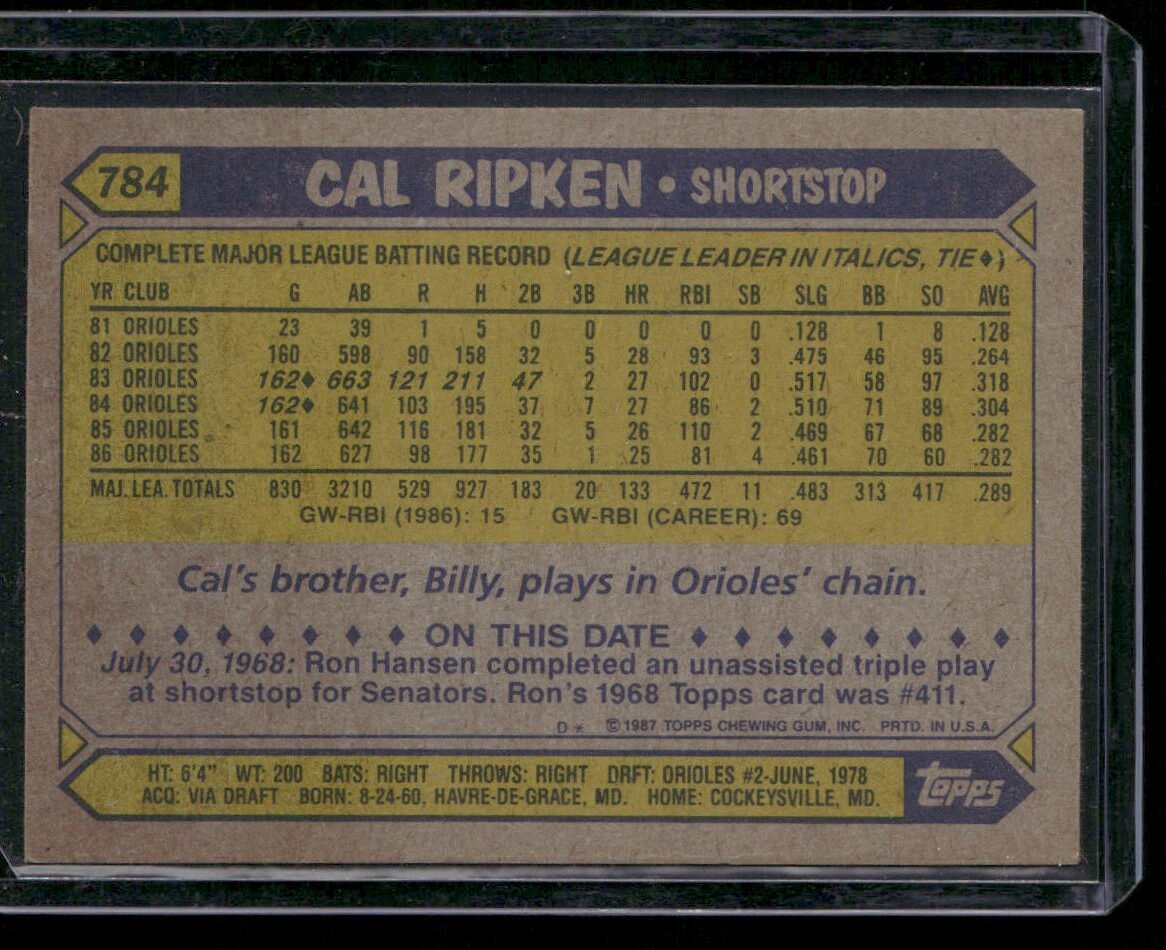 784 CAL RIPKEN • SHORTSTOP
COMPLETE MAJOR LEAGUE BATTING RECORD (LEAGUE LEADER IN ITALICS, TIE♦)
YR CLUB G AB R H 2B 3B HR RBI SB SLG BB SO AVG
81 ORIOLES 23 39 1 5 0 0 0 0 0 .128 1 8 .128
82 ORIOLES 160 598 90 158 32 5 28 93 3 .475 46 95 .264
83 ORIOLES 162♦ 663 121 211 47 2 27 102 0 .517 58 97 .318
84 ORIOLES 162♦ 641 103 195 37 7 27 86 2 .510 71 89 .304
85 ORIOLES 161 642 116 181 32 5 26 110 2 .469 67 68 .282
86 ORIOLES 162 627 98 177 35 1 25 81 4 .461 70 60 .282
MAJ. LEA. TOTALS 830 3210 529 927 183 20 133 472 11 .483 313 417 .289
GW-RBI (1986): 15 GW-RBI (CAREER): 69
Cal's brother, Billy, plays in Orioles' chain.
♦ ♦ ♦ ♦ ♦ ♦ ♦ ♦ ON THIS DATE ♦ ♦ ♦ ♦ ♦ ♦ ♦ ♦
July 30, 1968: Ron Hansen completed an unassisted triple play
at shortstop for Senators. Ron's 1968 Topps card was #411.
D* ©1987 TOPPS CHEWING GUM, INC. PRTD. IN U.S.A.
HT: 6'4" WT: 200 BATS: RIGHT THROWS: RIGHT DRFT: ORIOLES #2-JUNE, 1978
ACQ: VIA DRAFT BORN: 8-24-60, HAVRE-DE-GRACE, MD. HOME: COCKEYSVILLE, MD.
topps